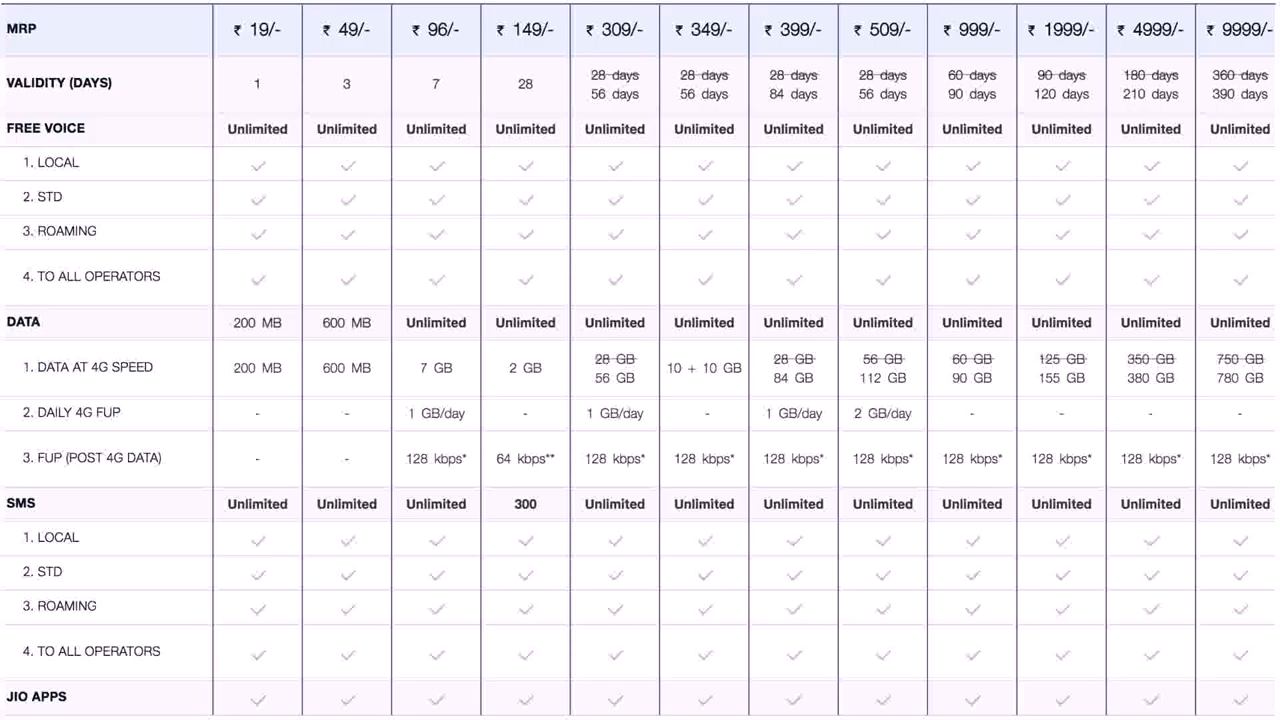 MRP ₹ 19/- ₹ 49/- ₹ 96/- ₹ 149/- ₹ 309/- ₹ 349/- ₹ 399/- ₹ 509/- ₹ 999/- ₹ 1999/- ₹ 4999/- ₹ 9999/-
28 days 28 days 28 days 28 days 60 days 90 days 180 days 360 days
VALIDITY (DAYS) 1 3 7 28
56 days 56 days 84 days 56 days 90 days 120 days 210 days 390 days
FREE VOICE Unlimited Unlimited Unlimited Unlimited Unlimited Unlimited Unlimited Unlimited Unlimited Unlimited Unlimited Unlimited
1. LOCAL
2. STD
3. ROAMING
4. TO ALL OPERATORS
DATA 200 MB 600 MB Unlimited Unlimited Unlimited Unlimited Unlimited Unlimited Unlimited Unlimited Unlimited Unlimited
28 GB 28 GB 56 GB 60 GB 125 GB 350 GB 750 GB
1. DATA AT 4G SPEED 200 MB 600 MB 7 GB 2 GB 10 + 10 GB
56 GB 84 GB 112 GB 90 GB 155 GB 380 GB 780 GB
2. DAILY 4G FUP - - 1 GB/day - 1 GB/day - 1 GB/day 2 GB/day - - - -
3. FUP (POST 4G DATA) - - 128 kbps* 64 kbps** 128 kbps* 128 kbps* 128 kbps* 128 kbps* 128 kbps* 128 kbps* 128 kbps* 128 kbps*
SMS Unlimited Unlimited Unlimited 300 Unlimited Unlimited Unlimited Unlimited Unlimited Unlimited Unlimited Unlimited
1. LOCAL
2. STD
3. ROAMING
4. TO ALL OPERATORS
JIO APPS